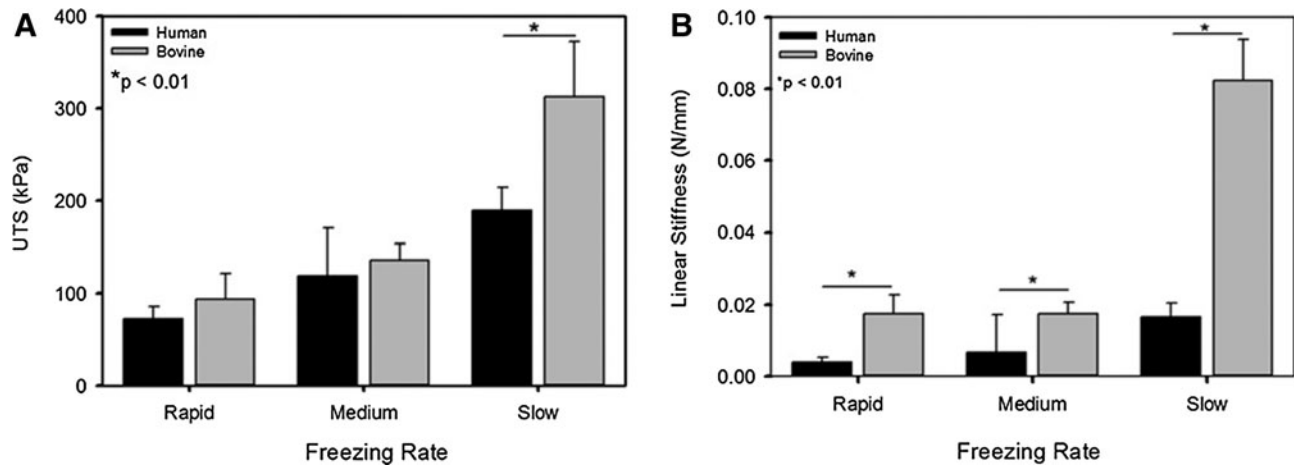 A
UTS (kPa)
400
300
200
100
0
Human
Bovine
*p < 0.01
*
Rapid Medium Slow
Freezing Rate
B
Linear Stiffness (N/mm)
0.10
0.08
0.06
0.04
0.02
0.00
Human
Bovine
*p < 0.01
*
*
*
Rapid Medium Slow
Freezing Rate